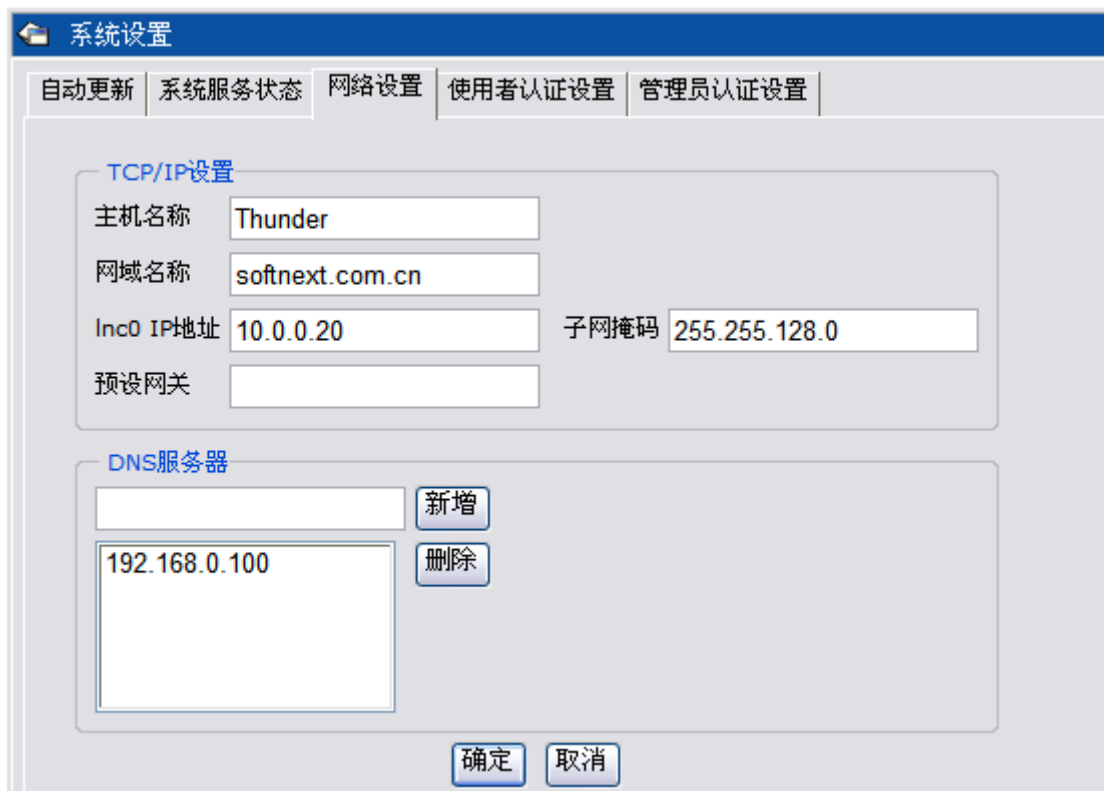 系统设置
自动更新 系统服务状态 网络设置 使用者认证设置 管理员认证设置
TCP/IP设置
主机名称 Thunder
网域名称 softnext.com.cn
lnc0 IP地址 10.0.0.20 子网掩码 255.255.128.0
预设网关
DNS服务器
新增
192.168.0.100 删除
确定 取消